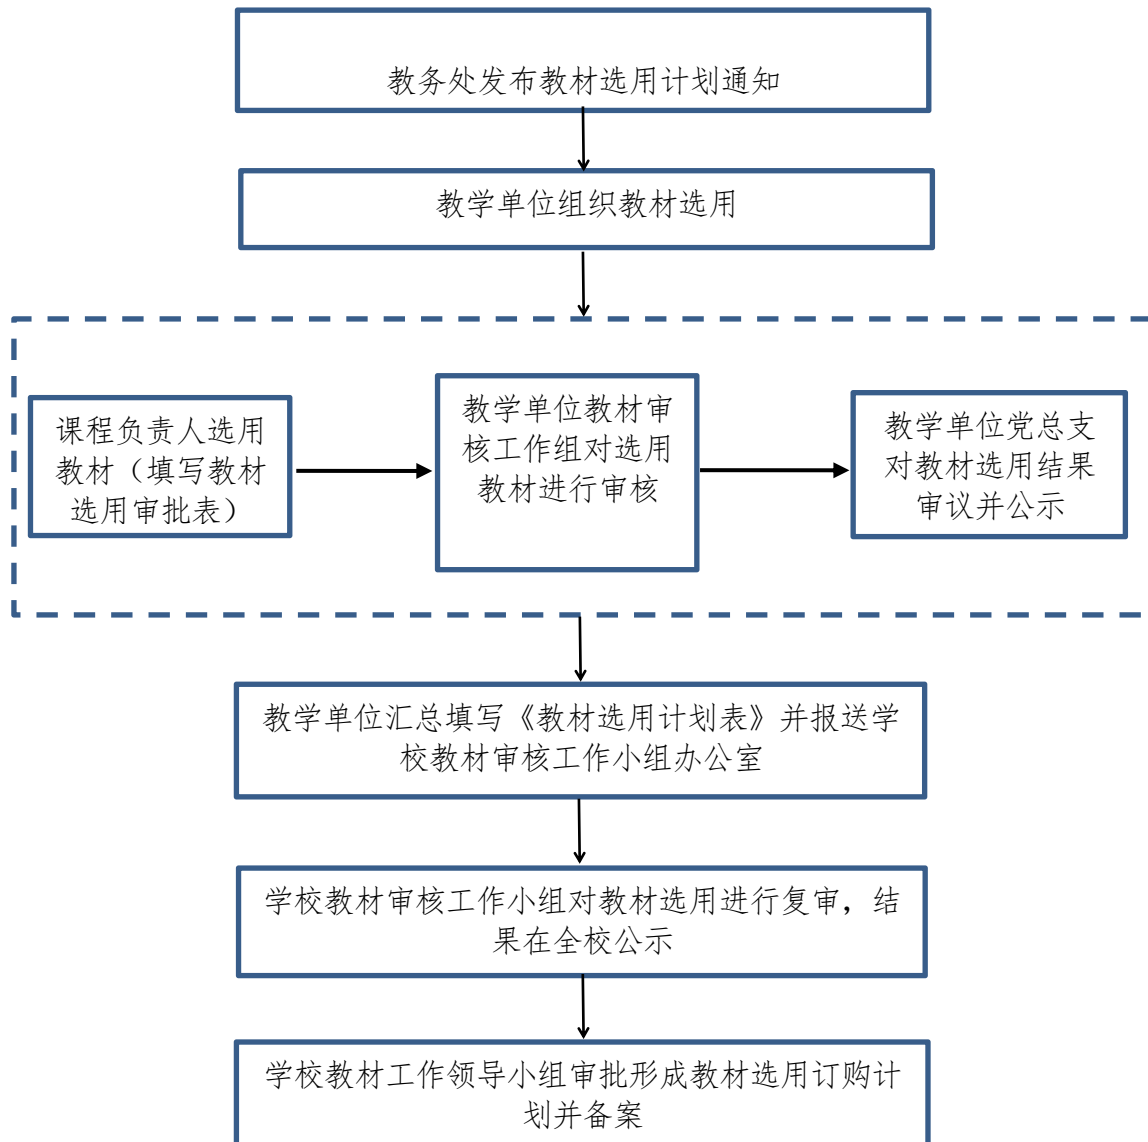 教务处发布教材选用计划通知
教学单位组织教材选用
课程负责人选用
教材（填写教材
选用审批表）
教学单位教材审
核工作组对选用
教材进行审核
教学单位党总支
对教材选用结果
审议并公示
教学单位汇总填写《教材选用计划表》并报送学
校教材审核工作小组办公室
学校教材审核工作小组对教材选用进行复审，结
果在全校公示
学校教材工作领导小组审批形成教材选用订购计
划并备案